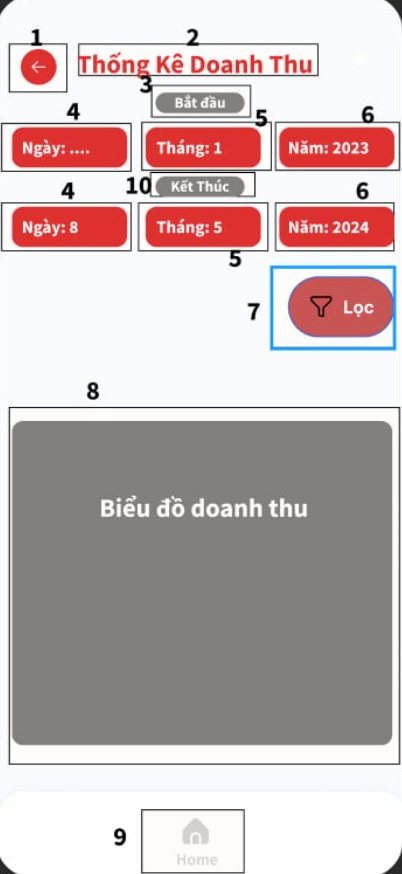 1 2
Thống Kê Doanh Thu
3 Bắt đầu
4 5 6
Ngày: .... Tháng: 1 Năm: 2023
4 10 Kết Thúc 6
Ngày: 8 Tháng: 5 Năm: 2024
5
7 Lọc
8
Biểu đồ doanh thu
9
Home